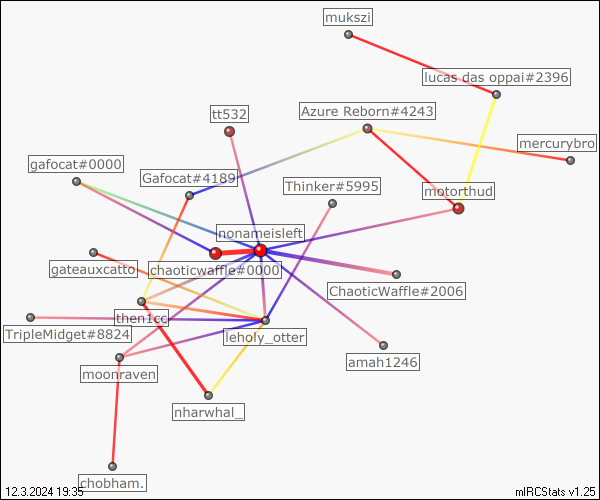 mukszi
lucas das oppai#2396
tt532
Azure Reborn#4243
mercurybro
gafocat#0000
Gafocat#4189
Thinker#5995
motorthud
nonameisleft
gateauxcatto
chaoticwaffle#0000
ChaoticWaffle#2006
then1cc
TripleMidget#8824
leholy_otter
amah1246
moonraven
nharwhal_
chobham.
12.3.2024 19:35
mIRCStats v1.25